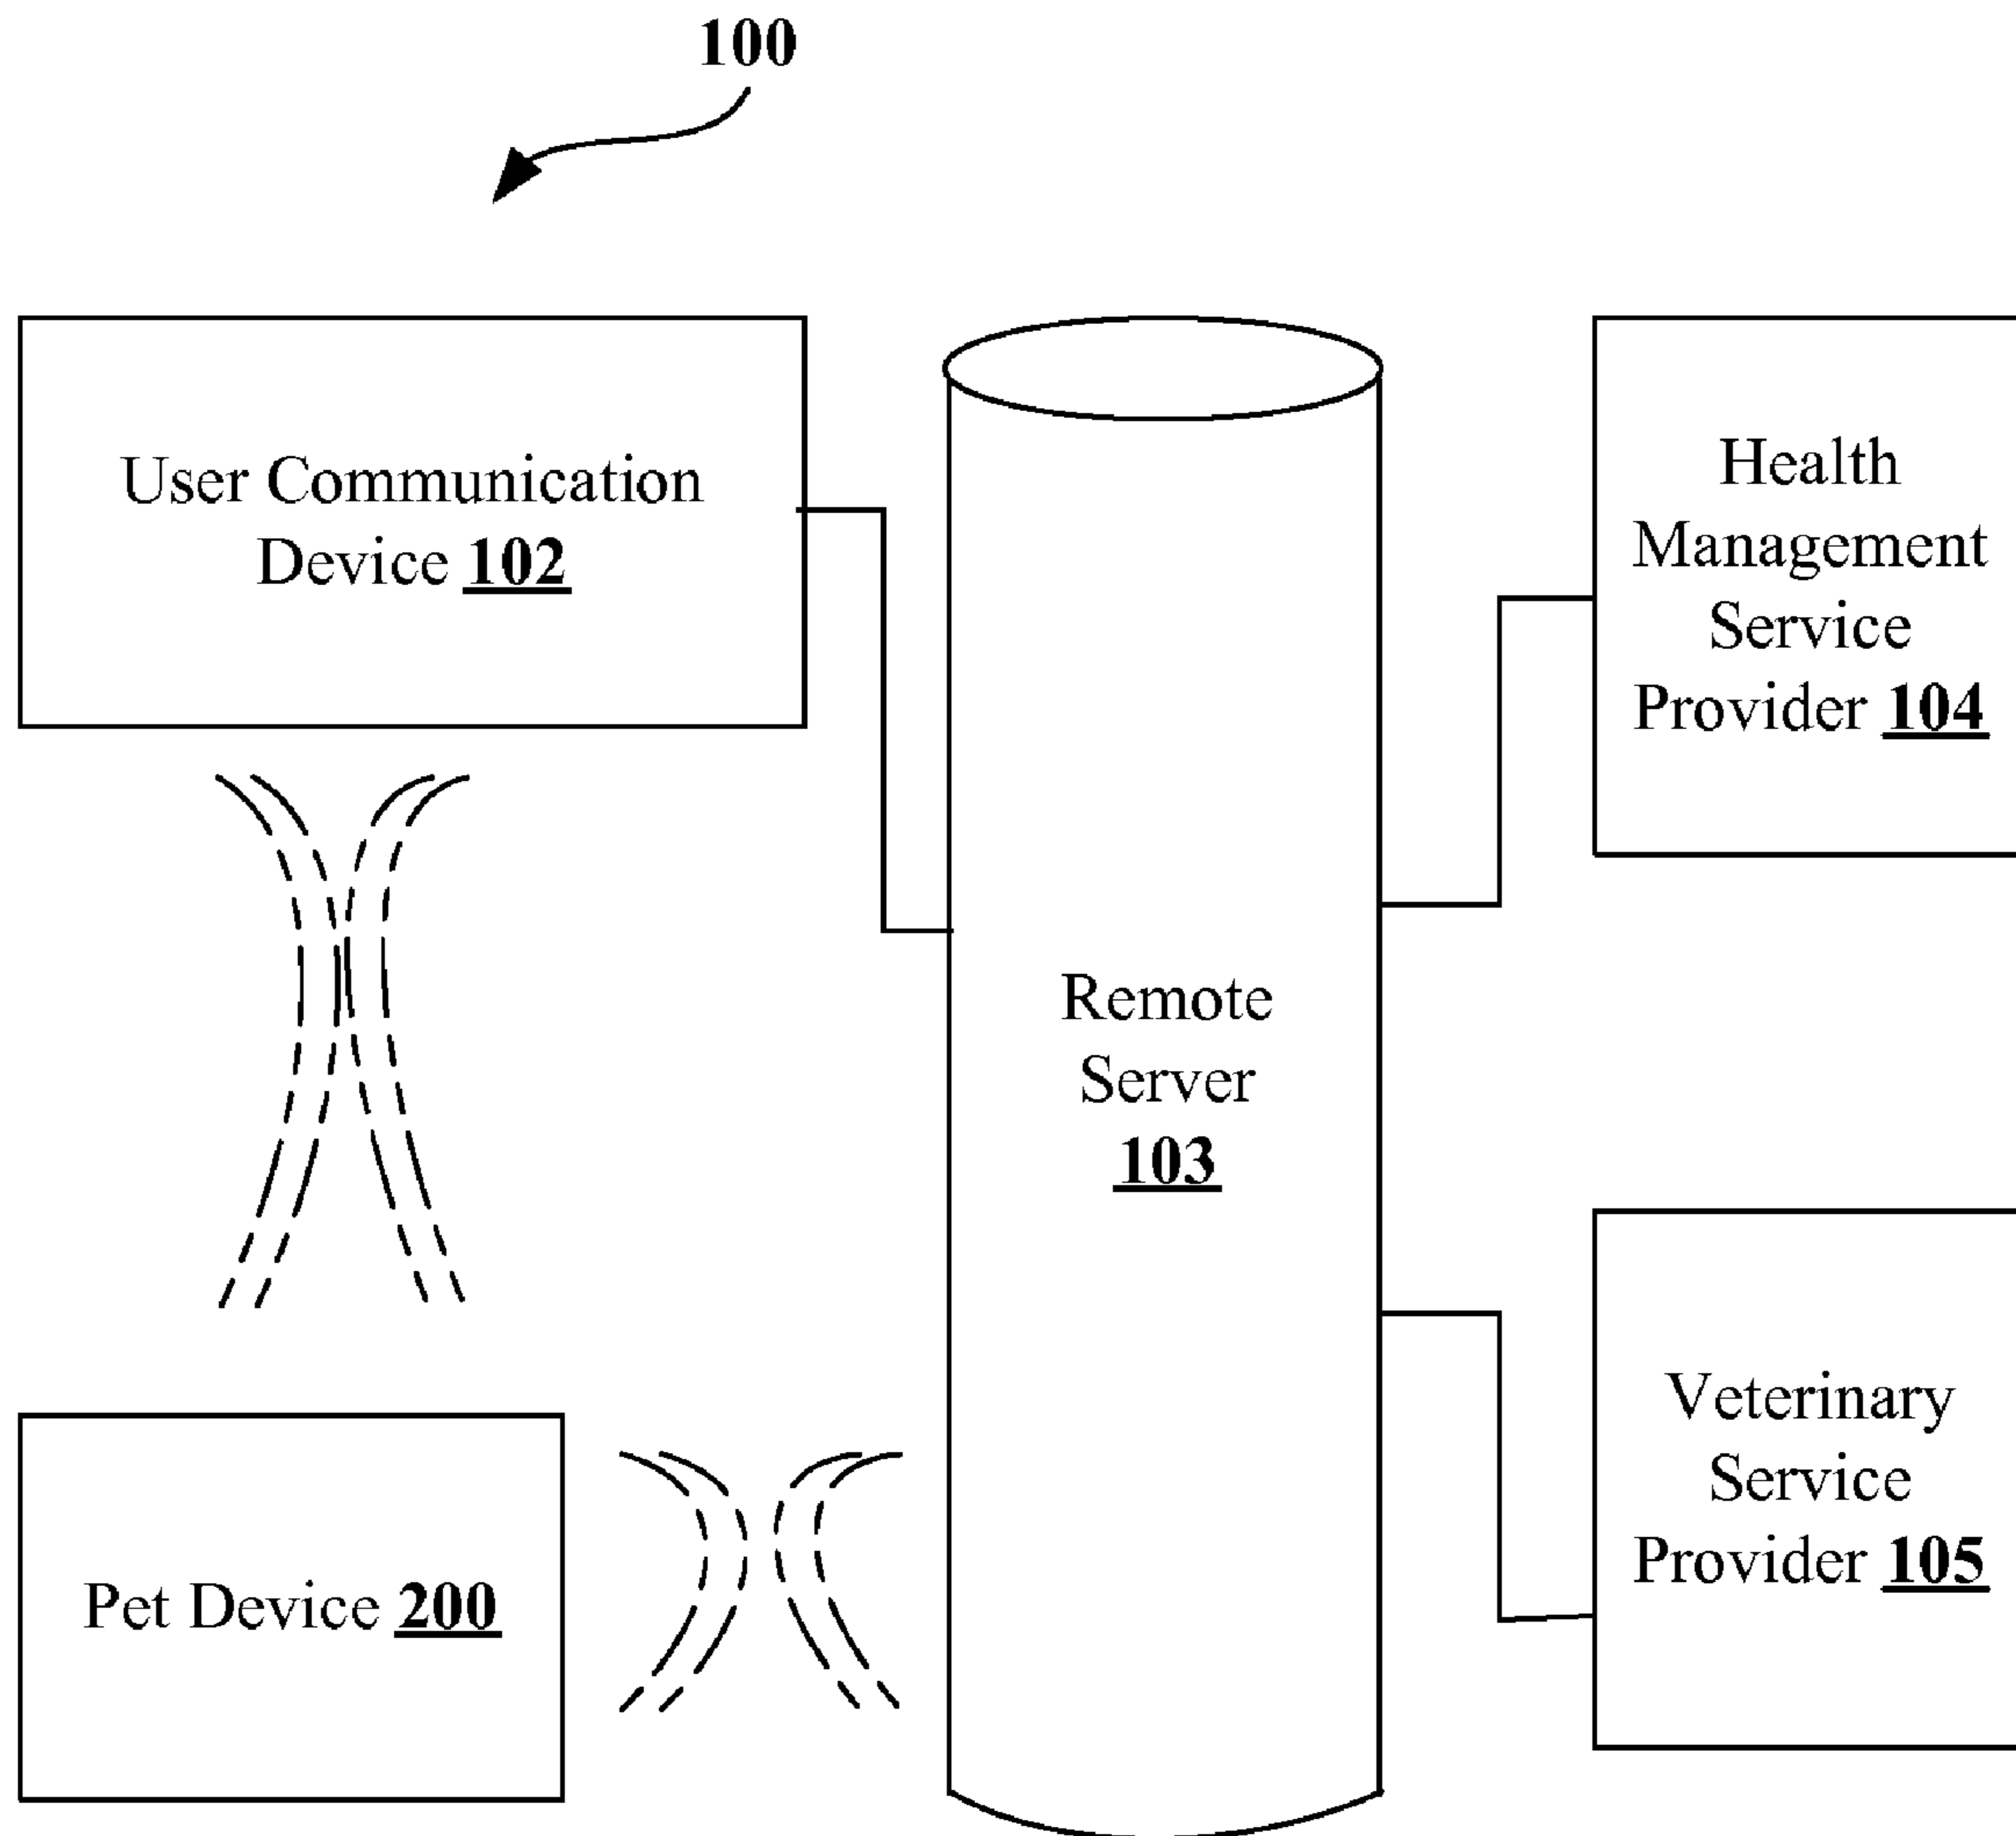 100
User Communication
Device 102
Health
Management
Service
Provider 104
Remote
Server
103
Veterinary
Service
Provider 105
Pet Device 200